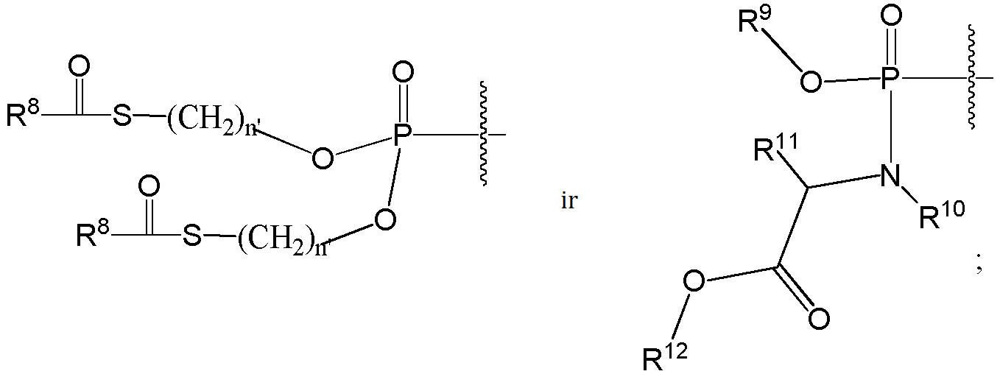 O
R⁸ S (CH₂)n' O P
O
O
R⁸ S (CH₂)n' O
ir
R⁹ O
O P
R¹¹ N
R¹⁰
O
O
R¹²
;